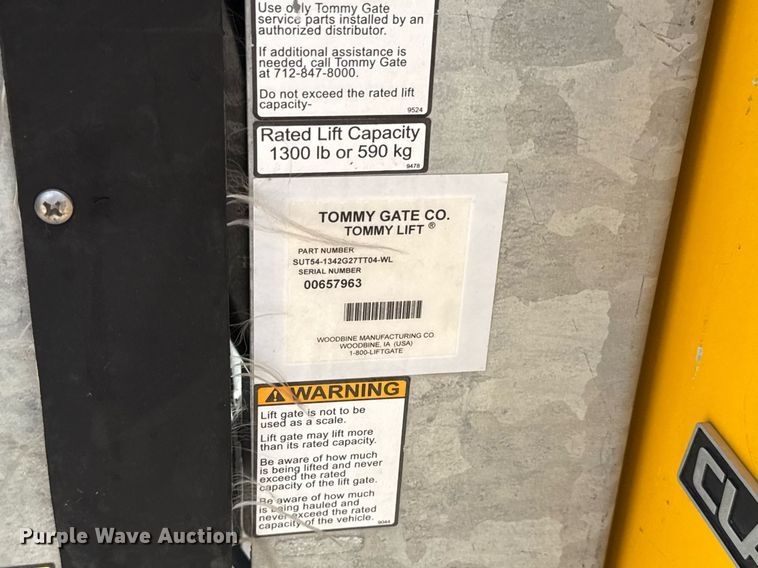 Use only Tommy Gate
service parts installed by an
authorized distributor.
If additional assistance is
needed, call Tommy Gate
at 712-847-8000.
Do not exceed the rated lift
capacity-
9524
Rated Lift Capacity
1300 lb or 590 kg
9478
TOMMY GATE CO.
TOMMY LIFT ®
PART NUMBER
SUT54-1342G27TT04-WL
SERIAL NUMBER
00657963
WOODBINE MANUFACTURING CO
WOODBINE, IA (USA)
1-800-LIFTGATE
WARNING
Lift gate is not to be
used as a scale.
Lift gate may lift more
than its rated capacity.
Be aware of how much
is being lifted and never
exceed the rated
capacity of the lift gate.
Be aware of how much
is being hauled and
never exceed the rated
capacity of the vehicle.
9044
Purple Wave Auction